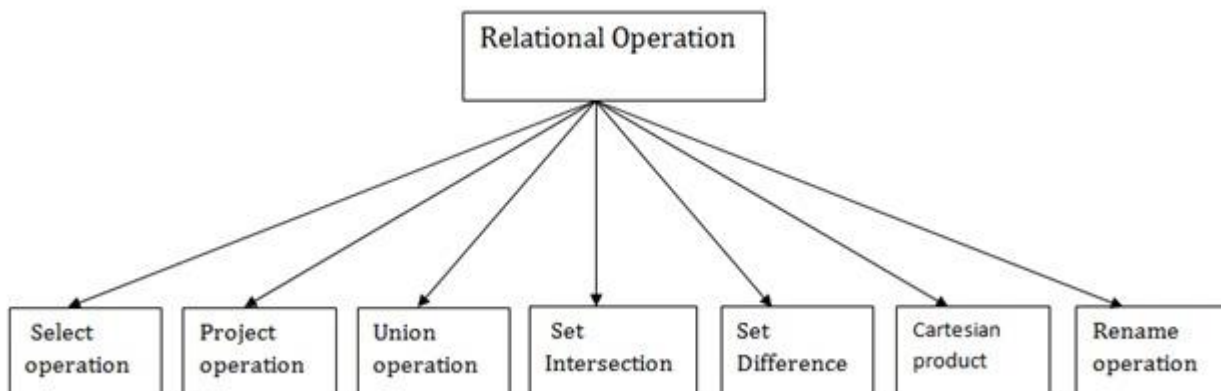 Relational Operation
Select
operation
Project
operation
Union
operation
Set
Intersection
Set
Difference
Cartesian
product
Rename
operation